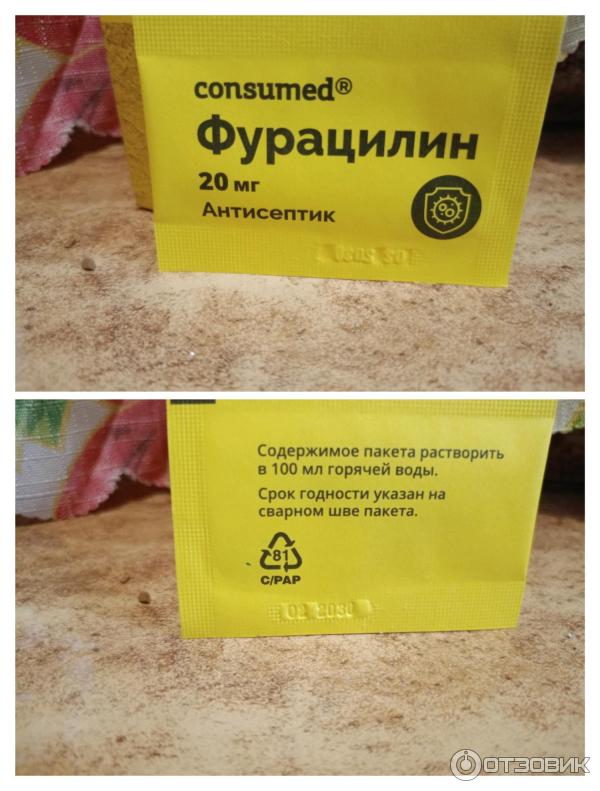 consumed®
Фурацилин
20 мг
Антисептик
Содержимое пакета растворить
в 100 мл горячей воды.
Срок годности указан на
сварном шве пакета.
81
C/PAP
02 2030
ОТЗОВИК